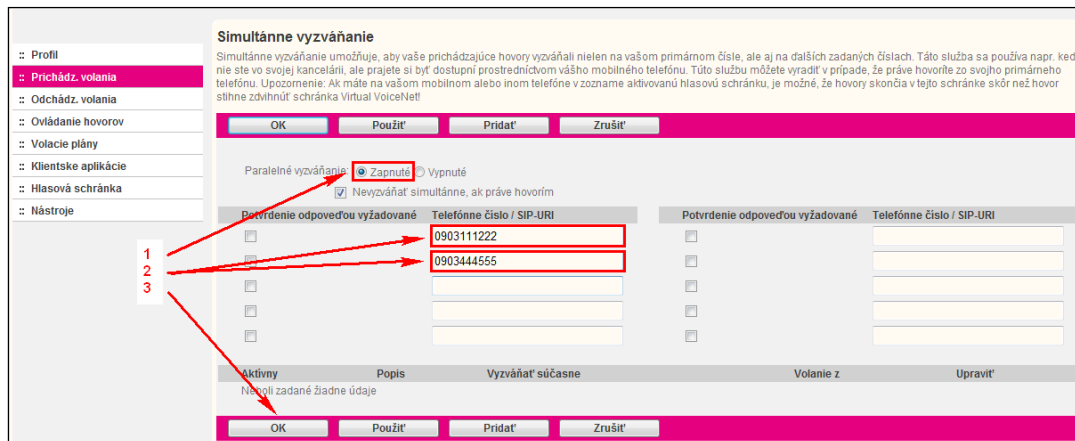 Simultánne vyzváňanie
Simultánne vyzváňanie umožňuje, aby vaše prichádzajúce hovory vyzváňali nielen na vašom primárnom čísle, ale aj na ďalších zadaných číslach. Táto služba sa používa napr. keď
nie ste vo svojej kancelárii, ale prajete si byť dostupní prostredníctvom vášho mobilného telefónu. Túto službu môžete vyradiť v prípade, že práve hovoríte zo svojho primárneho
telefónu. Upozornenie: Ak máte na vašom mobilnom alebo inom telefóne v zozname aktivovanú hlasovú schránku, je možné, že hovory skončia v tejto schránke skôr než hovor
stihne zdvihnúť schránka Virtual VoiceNet!
:: Profil
:: Prichádz. volania
:: Odchádz. volania
:: Ovládanie hovorov
:: Volacie plány
:: Klientske aplikácie
:: Hlasová schránka
:: Nástroje
OK Použiť Pridať Zrušiť
Paralelné vyzváňanie: Zapnuté Vypnuté
Nevyzváňať simultánne, ak práve hovorím
Potvrdenie odpoveďou vyžadované Telefónne číslo / SIP-URI Potvrdenie odpoveďou vyžadované Telefónne číslo / SIP-URI
0903111222
0903444555
1
2
3
Aktívny Popis Vyzváňať súčasne Volanie z Upraviť
Neboli zadané žiadne údaje
OK Použiť Pridať Zrušiť